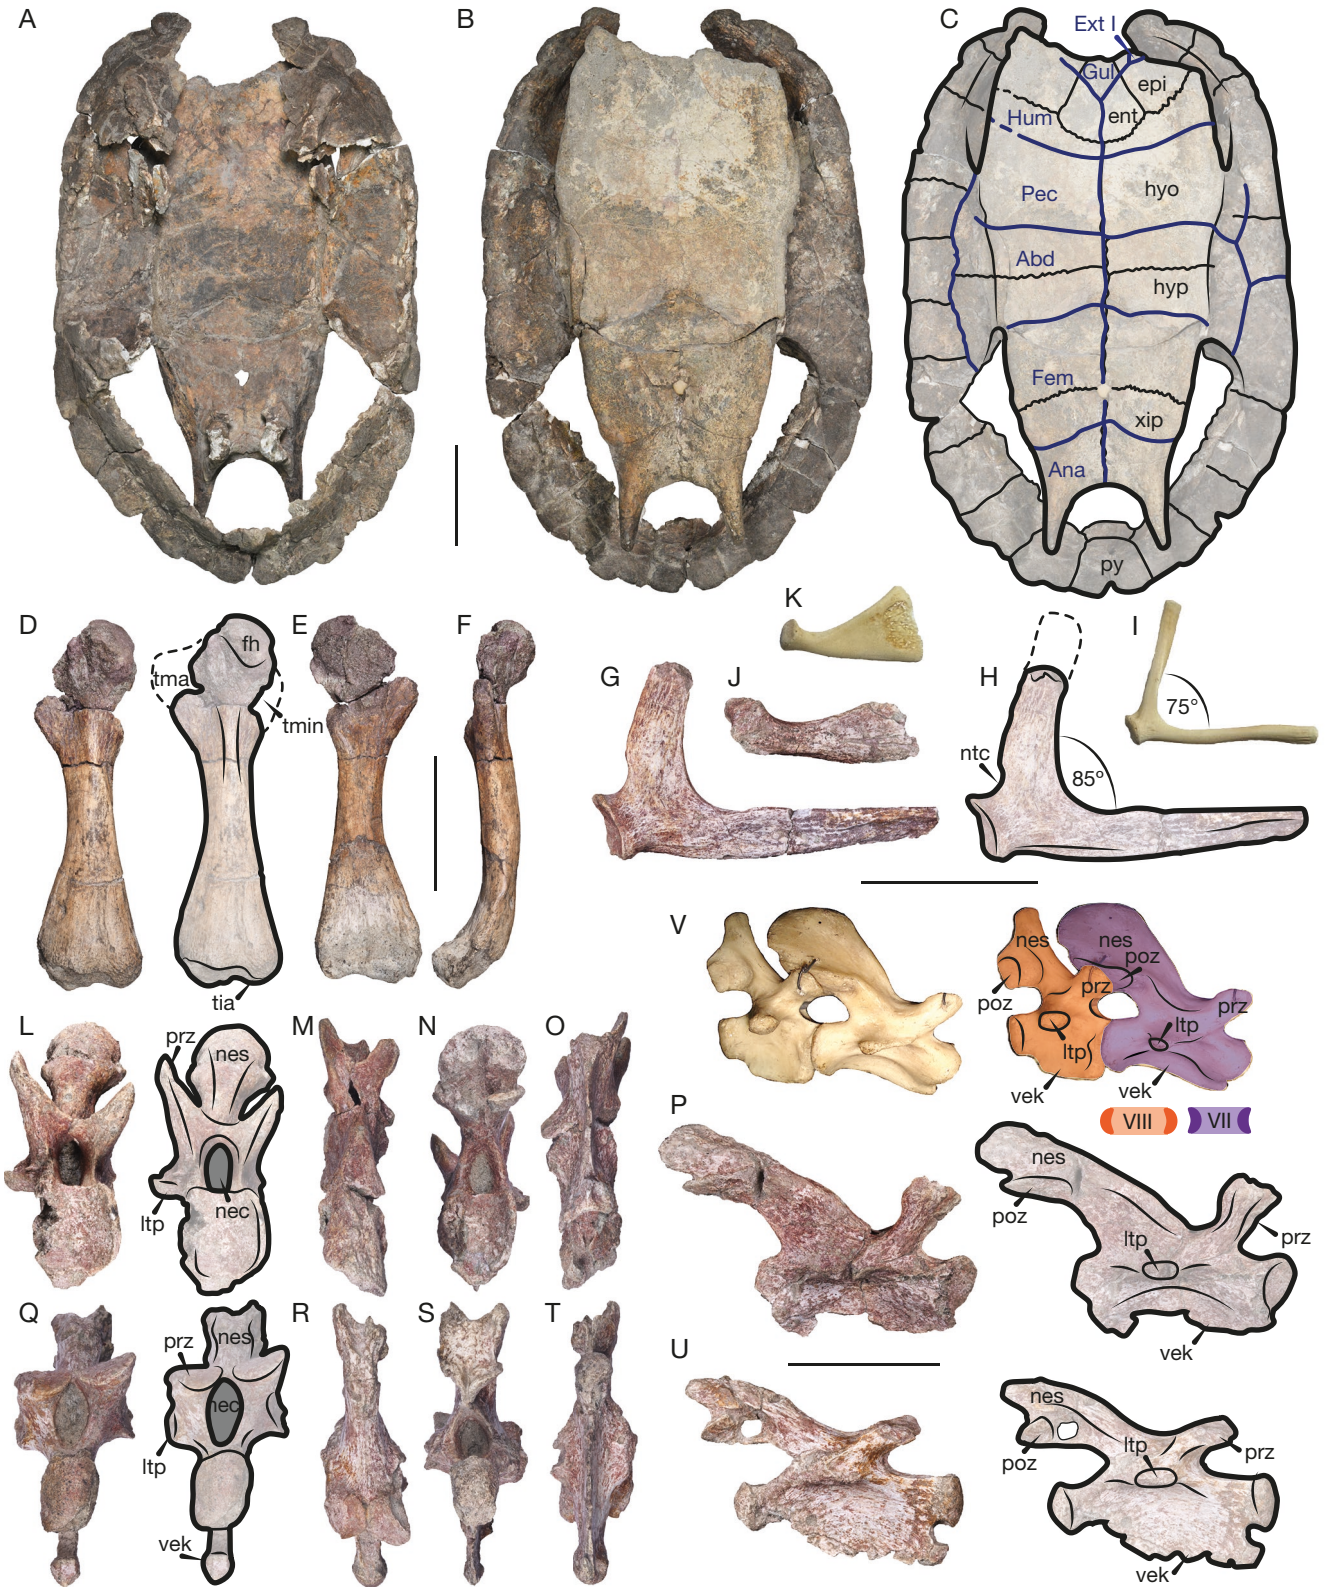 A
B
C
Ext I
Gul
epi
Hum
ent
Pec
hyo
Abd
hyp
Fem
xip
Ana
py
D
fh
tma
tmin
tia
E
F
K
G
J
H
I
75°
ntc
85°
V
nes
nes
poz
poz
prz
prz
ltp
ltp
vek
vek
VIII
VII
L
prz
nes
ltp
nec
M
N
O
P
nes
poz
ltp
prz
vek
Q
nes
prz
nec
ltp
vek
R
S
T
U
nes
ltp
poz
prz
vek